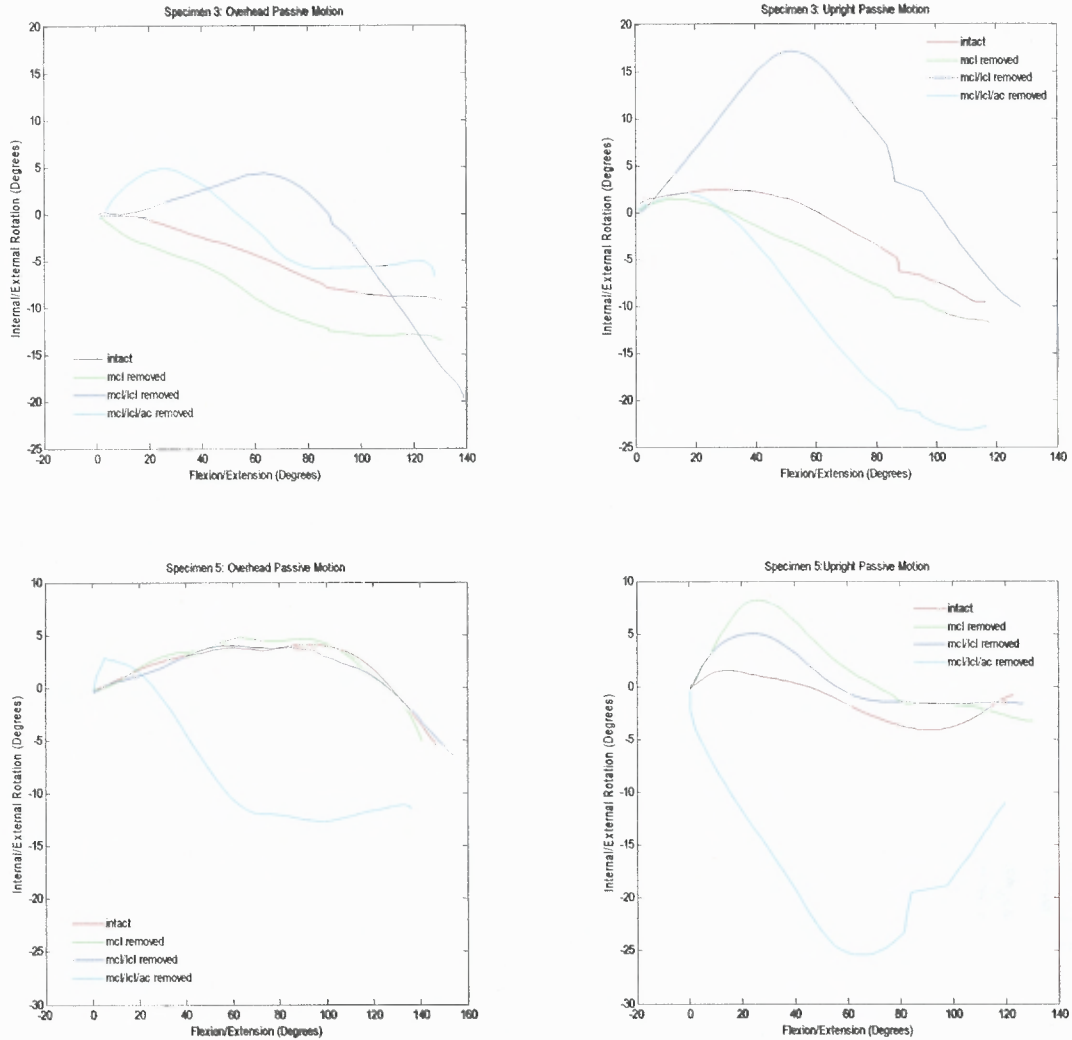 Specimen 3: Overhead Passive Motion
20
15
10
5
0
-5
-10
-15
-20
-25
Internal/External Rotation (Degrees)
intact
mcl removed
mcl/lcl removed
mcl/lcl/ac removed
-20 0 20 40 60 80 100 120 140
Flexion/Extension (Degrees)
Specimen 3: Upright Passive Motion
20
15
10
5
0
-5
-10
-15
-20
-25
Internal/External Rotation (Degrees)
intact
mcl removed
mcl/lcl removed
mcl/lcl/ac removed
0 20 40 60 80 100 120 140
Flexion/Extension (Degrees)
Specimen 5: Overhead Passive Motion
10
5
0
-5
-10
-15
-20
-25
-30
Internal/External Rotation (Degrees)
intact
mcl removed
mcl/lcl removed
mcl/lcl/ac removed
-20 0 20 40 60 80 100 120 140 160
Flexion/Extension (Degrees)
Specimen 5:Upright Passive Motion
10
5
0
-5
-10
-15
-20
-25
-30
Internal/External Rotation (Degrees)
intact
mcl removed
mcl/lcl removed
mcl/lcl/ac removed
-20 0 20 40 60 80 100 120 140
Flexion/Extension (Degrees)